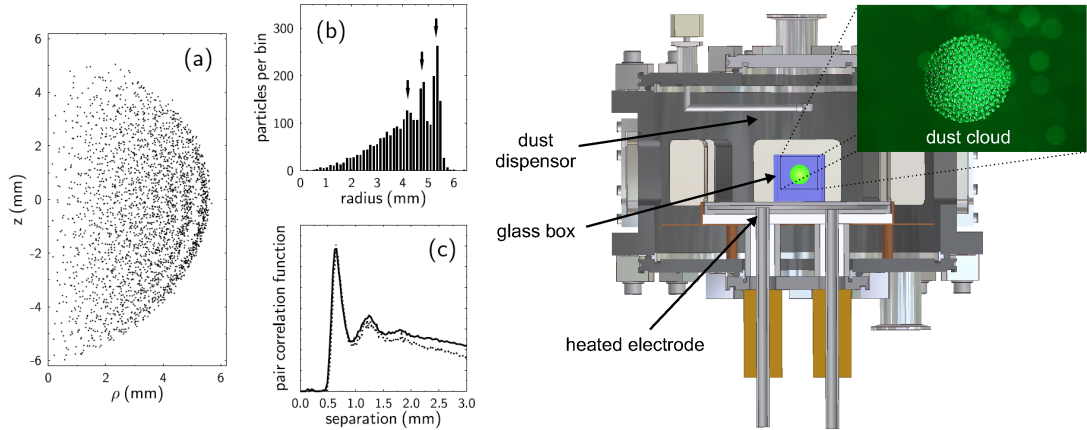 (a)
6
4
2
0
-2
-4
-6
z (mm)
0 2 4 6
ρ (mm)
(b)
300
200
100
0
particles per bin
0 1 2 3 4 5 6
radius (mm)
(c)
pair correlation function
0.0 0.5 1.0 1.5 2.0 2.5 3.0
separation (mm)
dust
dispensor
glass box
heated electrode
dust cloud